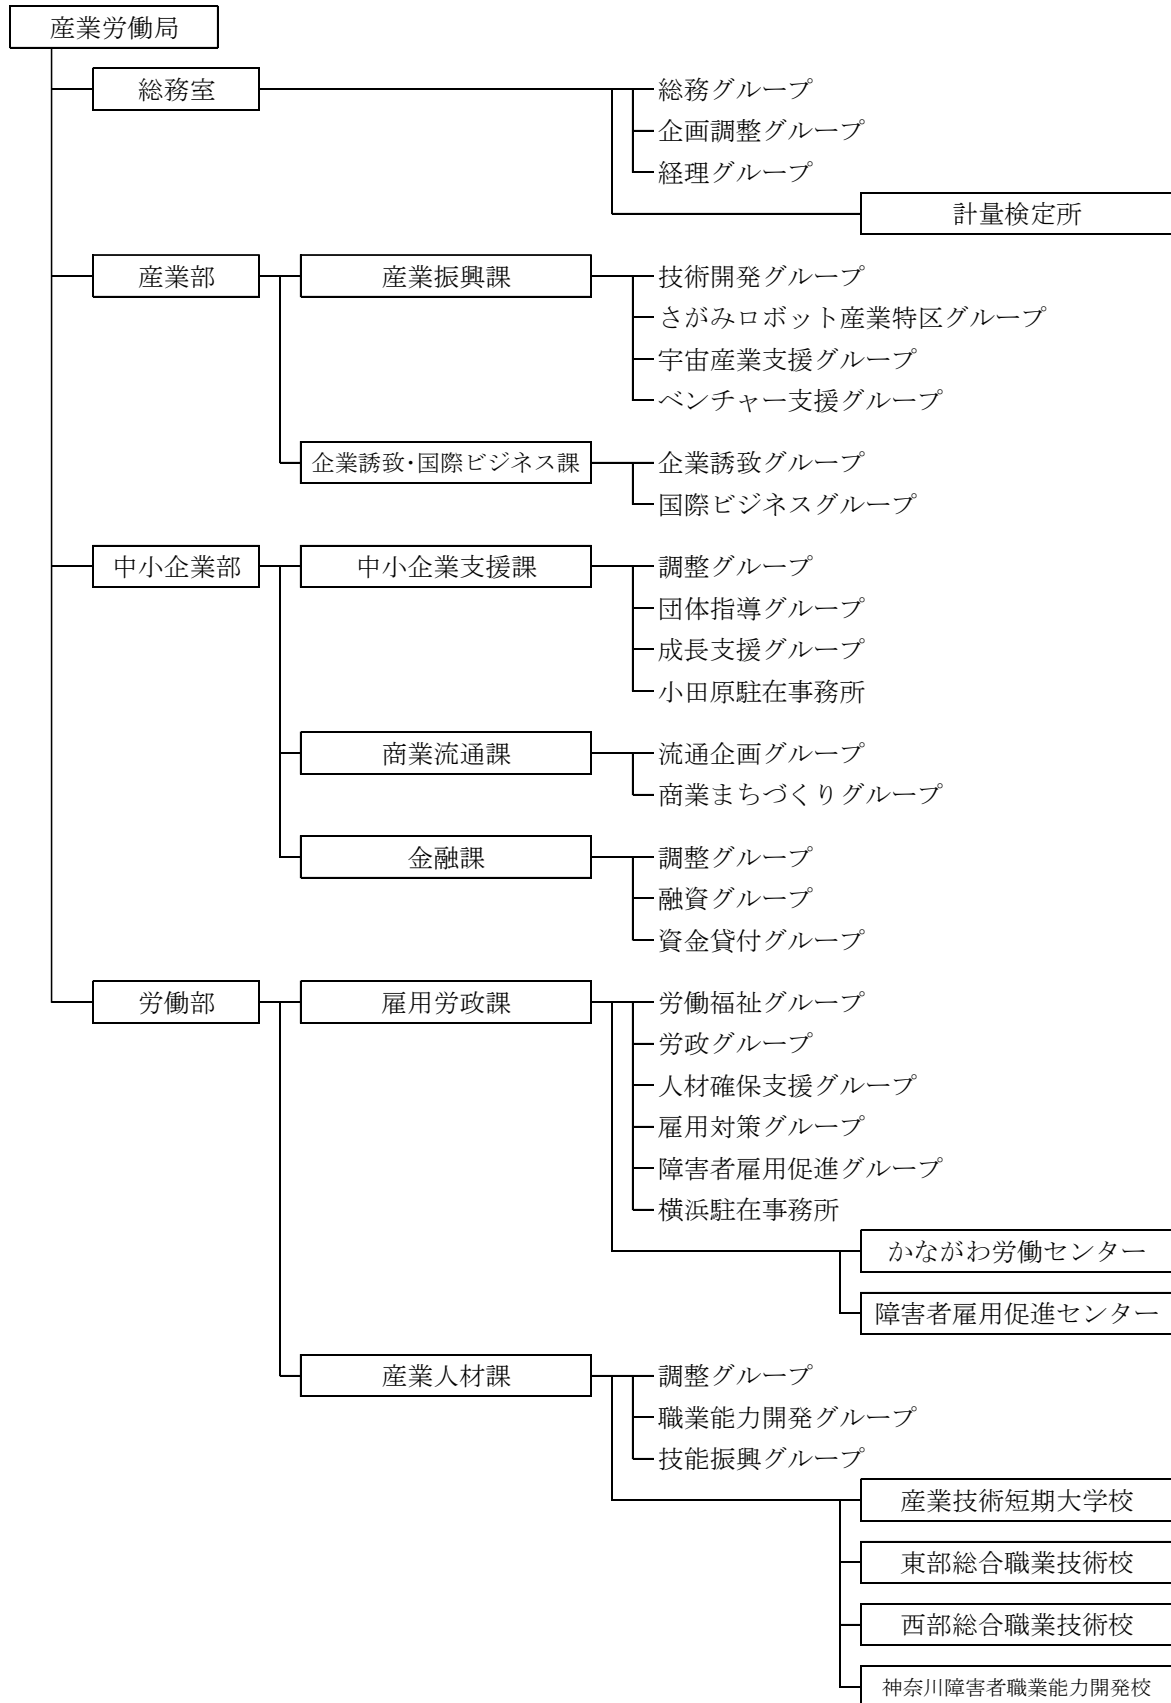 産業労働局
総務室
総務グループ
企画調整グループ
経理グループ
計量検定所
産業部
産業振興課
技術開発グループ
さがみロボット産業特区グループ
宇宙産業支援グループ
ベンチャー支援グループ
企業誘致・国際ビジネス課
企業誘致グループ
国際ビジネスグループ
中小企業部
中小企業支援課
調整グループ
団体指導グループ
成長支援グループ
小田原駐在事務所
商業流通課
流通企画グループ
商業まちづくりグループ
金融課
調整グループ
融資グループ
資金貸付グループ
労働部
雇用労政課
労働福祉グループ
労政グループ
人材確保支援グループ
雇用対策グループ
障害者雇用促進グループ
横浜駐在事務所
かながわ労働センター
障害者雇用促進センター
産業人材課
調整グループ
職業能力開発グループ
技能振興グループ
産業技術短期大学校
東部総合職業技術校
西部総合職業技術校
神奈川障害者職業能力開発校